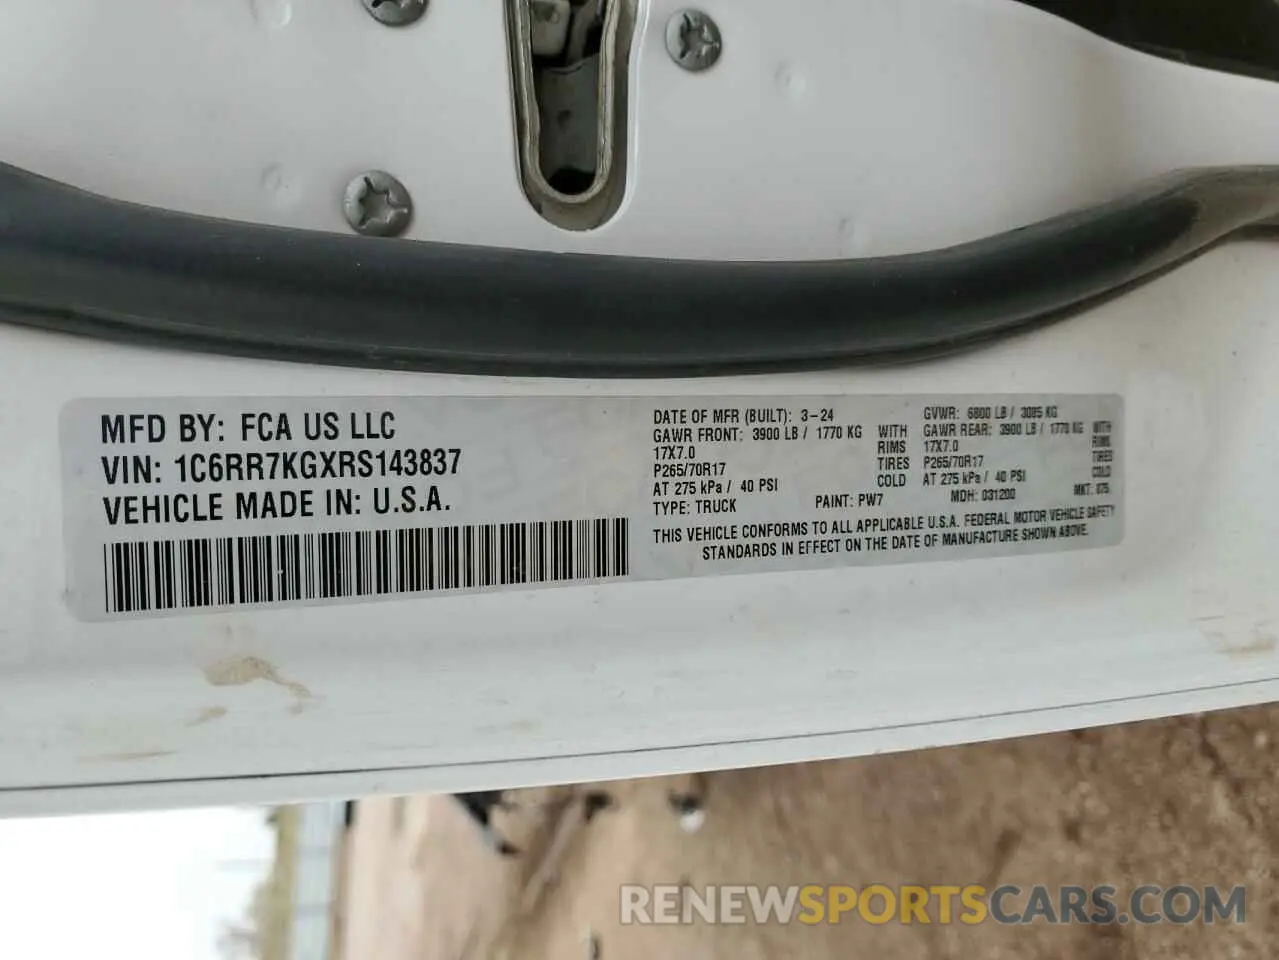 MFD BY: FCA US LLC
VIN: 1C6RR7KGXRS143837
VEHICLE MADE IN: U.S.A.
DATE OF MFR (BUILT): 3-24
GAWR FRONT: 3900 LB / 1770 KG WITH
17X7.0 RIMS
P265/70R17 TIRES
AT 275 kPa / 40 PSI COLD
TYPE: TRUCK PAINT: PW7
GVWR: 6800 LB / 3085 KG
GAWR REAR: 3900 LB / 1770 KG WITH
17X7.0 RIMS
P265/70R17 TIRES
AT 275 kPa / 40 PSI COLD
MDH: 031200 MKT: 875
THIS VEHICLE CONFORMS TO ALL APPLICABLE U.S.A. FEDERAL MOTOR VEHICLE SAFETY
STANDARDS IN EFFECT ON THE DATE OF MANUFACTURE SHOWN ABOVE.
RENEWSPORTSCARS.COM